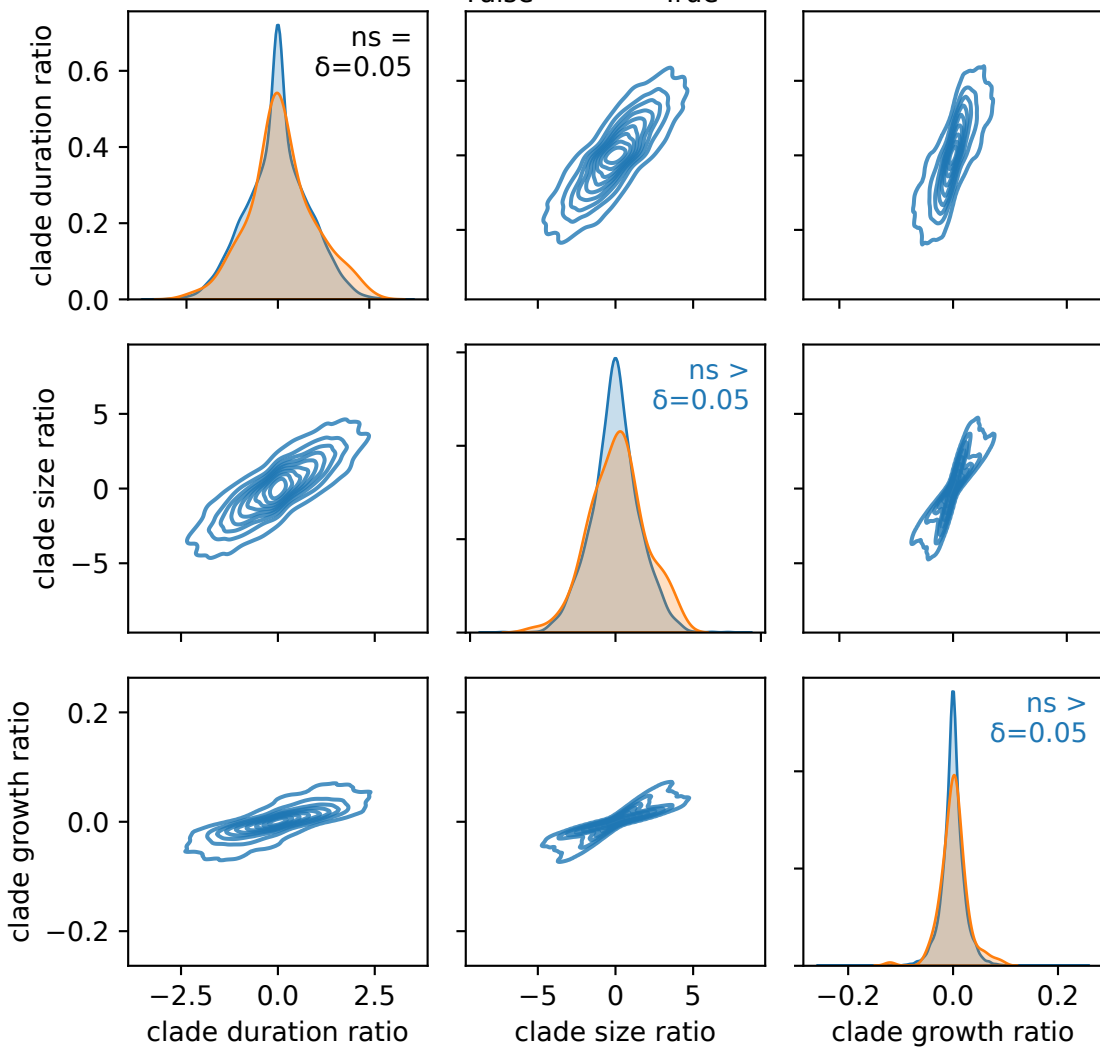 ns =
δ=0.05
clade duration ratio
0.6
0.4
0.2
0.0
ns >
δ=0.05
clade size ratio
5
0
−5
ns >
δ=0.05
clade growth ratio
0.2
0.0
−0.2
−2.5 0.0 2.5
−5 0 5
−0.2 0.0 0.2
clade duration ratio
clade size ratio
clade growth ratio